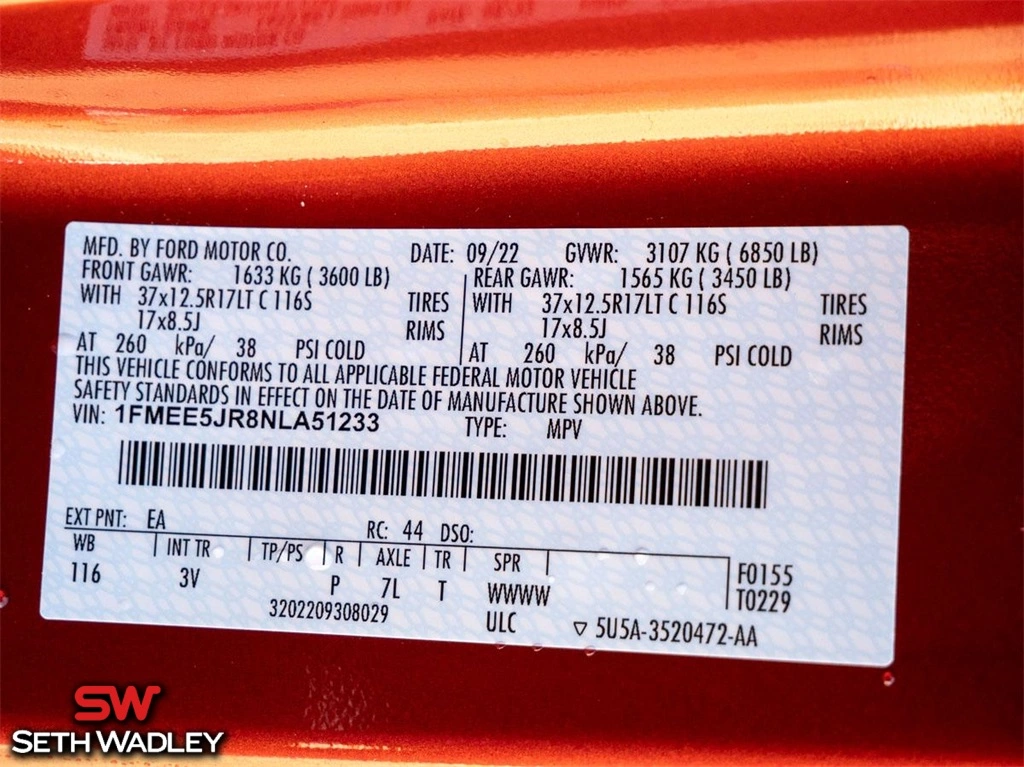 MFD. BY FORD MOTOR CO. DATE: 09/22 GVWR: 3107 KG ( 6850 LB)
FRONT GAWR: 1633 KG ( 3600 LB) REAR GAWR: 1565 KG ( 3450 LB)
WITH 37x12.5R17LT C 116S TIRES WITH 37x12.5R17LT C 116S TIRES
17x8.5J RIMS 17x8.5J RIMS
AT 260 kPa/ 38 PSI COLD AT 260 kPa/ 38 PSI COLD
THIS VEHICLE CONFORMS TO ALL APPLICABLE FEDERAL MOTOR VEHICLE
SAFETY STANDARDS IN EFFECT ON THE DATE OF MANUFACTURE SHOWN ABOVE.
VIN: 1FMEE5JR8NLA51233 TYPE: MPV
EXT PNT: EA RC: 44 DSO:
WB INT TR TP/PS R AXLE TR SPR
116 3V P 7L T WWWW F0155
T0229
3202209308029 ULC ▽ 5U5A-3520472-AA
SW
SETH WADLEY